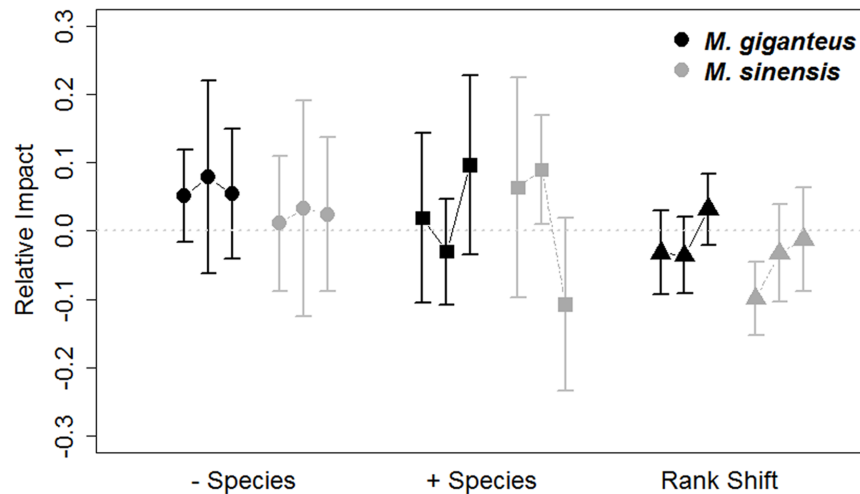 0.3
0.2
0.1
0.0
-0.1
-0.2
-0.3
Relative Impact
M. giganteus
M. sinensis
- Species
+ Species
Rank Shift